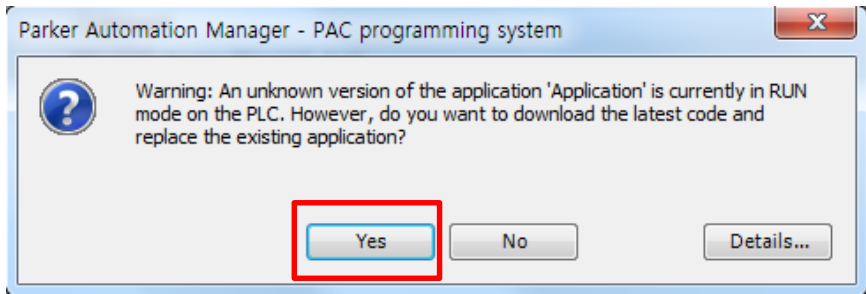 Parker Automation Manager - PAC programming system
Warning: An unknown version of the application 'Application' is currently in RUN
mode on the PLC. However, do you want to download the latest code and
replace the existing application?
Yes
No
Details...